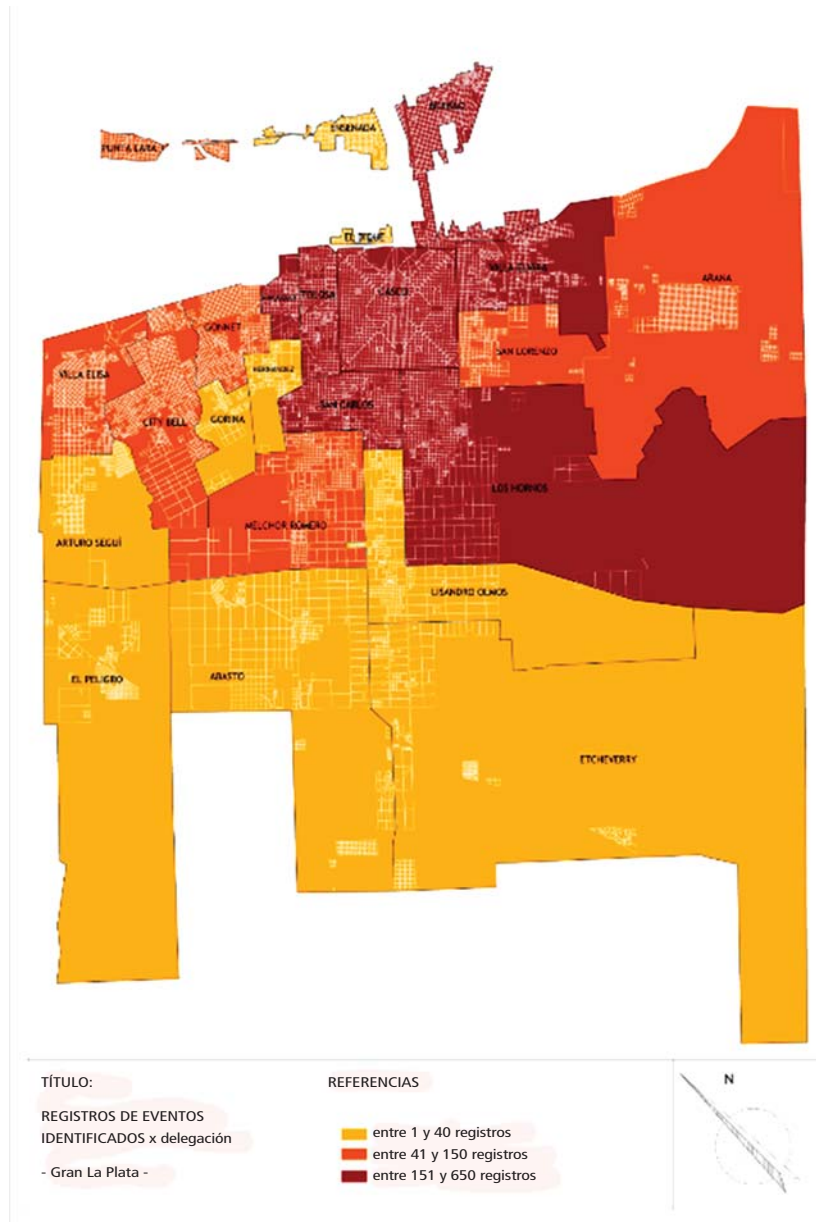 BERISSO
ENSENADA
PUNTA LARA
EL DIQUE
VILLA ELVIRA
ARANA
TOLOSA
CASCO
GONNET
SAN LORENZO
VILLA ELISA
HERNANDEZ
SAN CARLOS
CITY BELL
GORINA
LOS HORNOS
MELCHOR ROMERO
ARTURO SEGUÍ
LISANDRO OLMOS
EL PELIGRO
ABASTO
ETCHEVERRY
TÍTULO:
REGISTROS DE EVENTOS
IDENTIFICADOS x delegación
- Gran La Plata -
REFERENCIAS
entre 1 y 40 registros
entre 41 y 150 registros
entre 151 y 650 registros
N